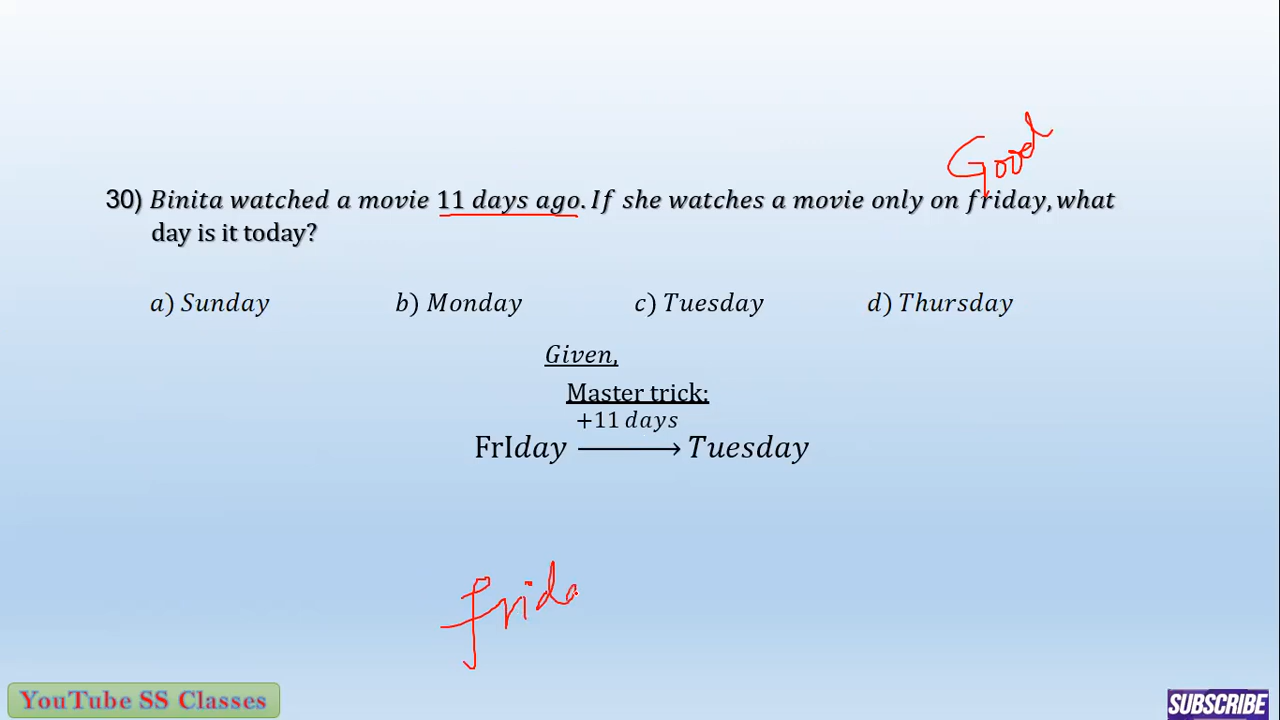 Good
30) Binita watched a movie 11 days ago. If she watches a movie only on friday, what
day is it today?
a) Sunday b) Monday c) Tuesday d) Thursday
Given,
Master trick:
+11 days
FrIday ⟶ Tuesday
frida
YouTube SS Classes
SUBSCRIBE